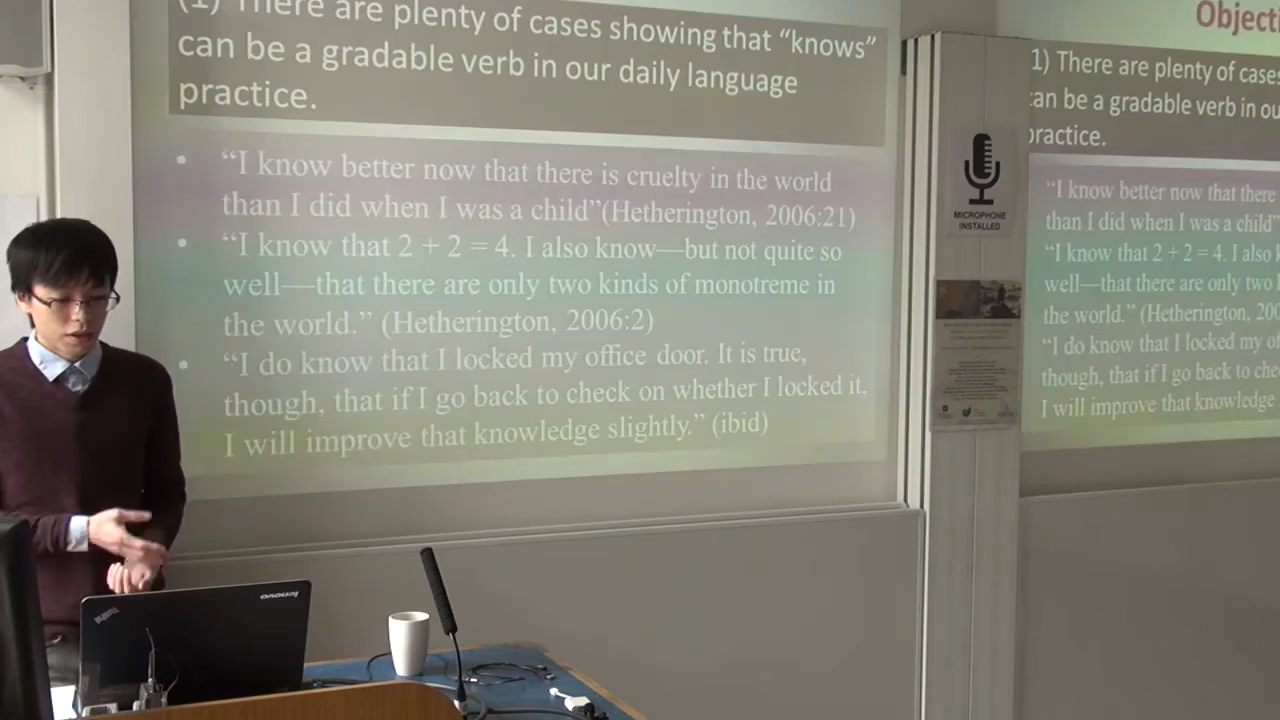 (1) There are plenty of cases showing that “knows”
can be a gradable verb in our daily language
practice.
• “I know better now that there is cruelty in the world
than I did when I was a child”(Hetherington, 2006:21)
• “I know that 2 + 2 = 4. I also know—but not quite so
well—that there are only two kinds of monotreme in
the world.” (Hetherington, 2006:2)
• “I do know that I locked my office door. It is true,
though, that if I go back to check on whether I locked it,
I will improve that knowledge slightly.” (ibid)
MICROPHONE
INSTALLED
Objecti
1) There are plenty of cases
can be a gradable verb in ou
practice.
“I know better now that there
than I did when I was a child”
“I know that 2 + 2 = 4. I also k
well—that there are only two k
the world.” (Hetherington, 200
“I do know that I locked my of
though, that if I go back to che
I will improve that knowledge
lenovo
ThinkPad